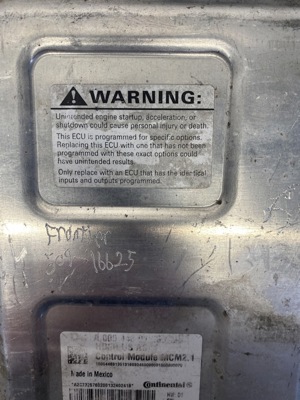 WARNING:
Unintended engine startup, acceleration, or
shutdown could cause personal injury or death.
This ECU is programmed for specific options.
Replacing this ECU with one that has not been
programmed with these exact options could
have unintended results.
Only replace with an ECU that has the identical
inputs and outputs programmed.
16625
Control Module MCM2.1
Made in Mexico
Continental